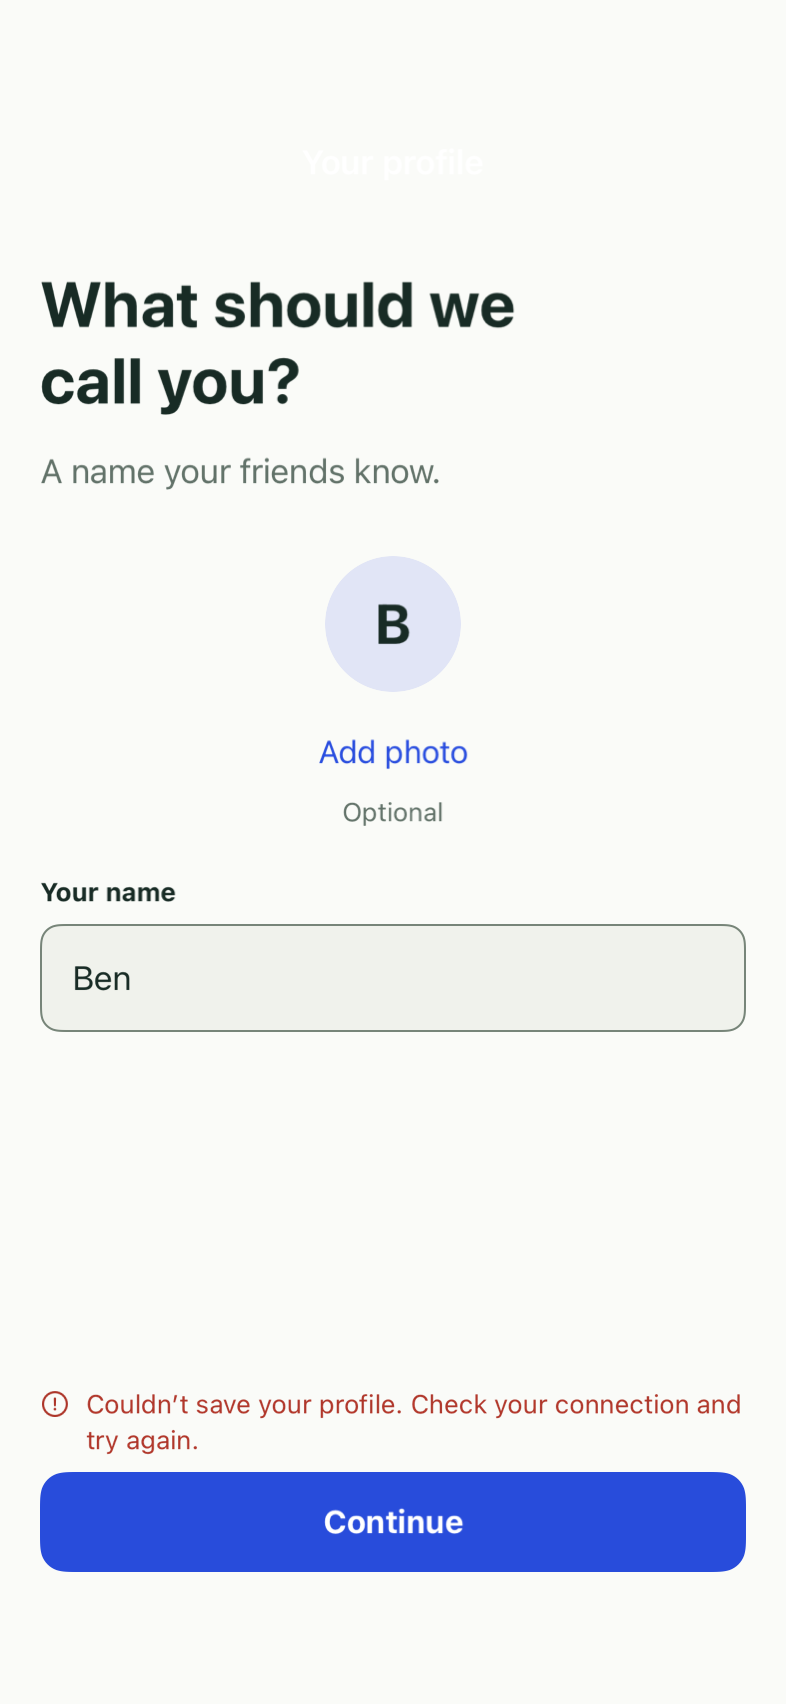 Your profile
What should we
call you?
A name your friends know.
B
Add photo
Optional
Your name
Ben
Couldn’t save your profile. Check your connection and
try again.
Continue